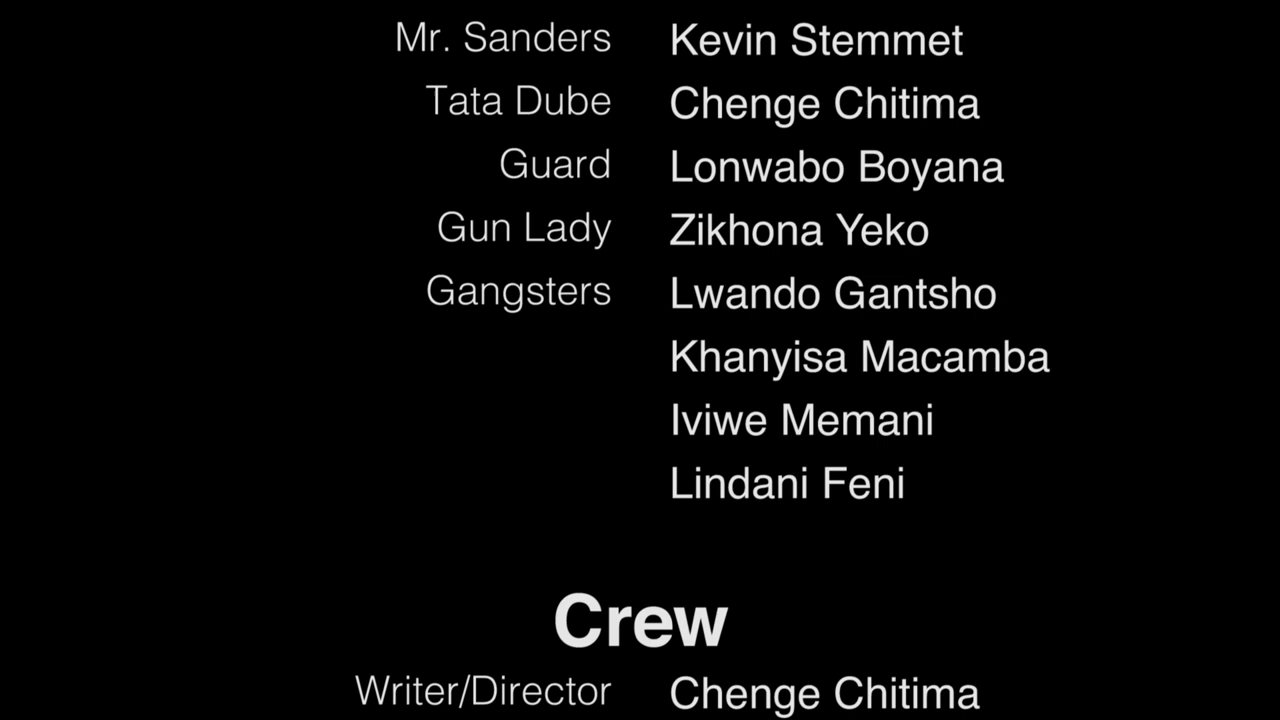 Mr. Sanders Kevin Stemmet
Tata Dube Chenge Chitima
Guard Lonwabo Boyana
Gun Lady Zikhona Yeko
Gangsters Lwando Gantsho
Khanyisa Macamba
Iviwe Memani
Lindani Feni
Crew
Writer/Director Chenge Chitima